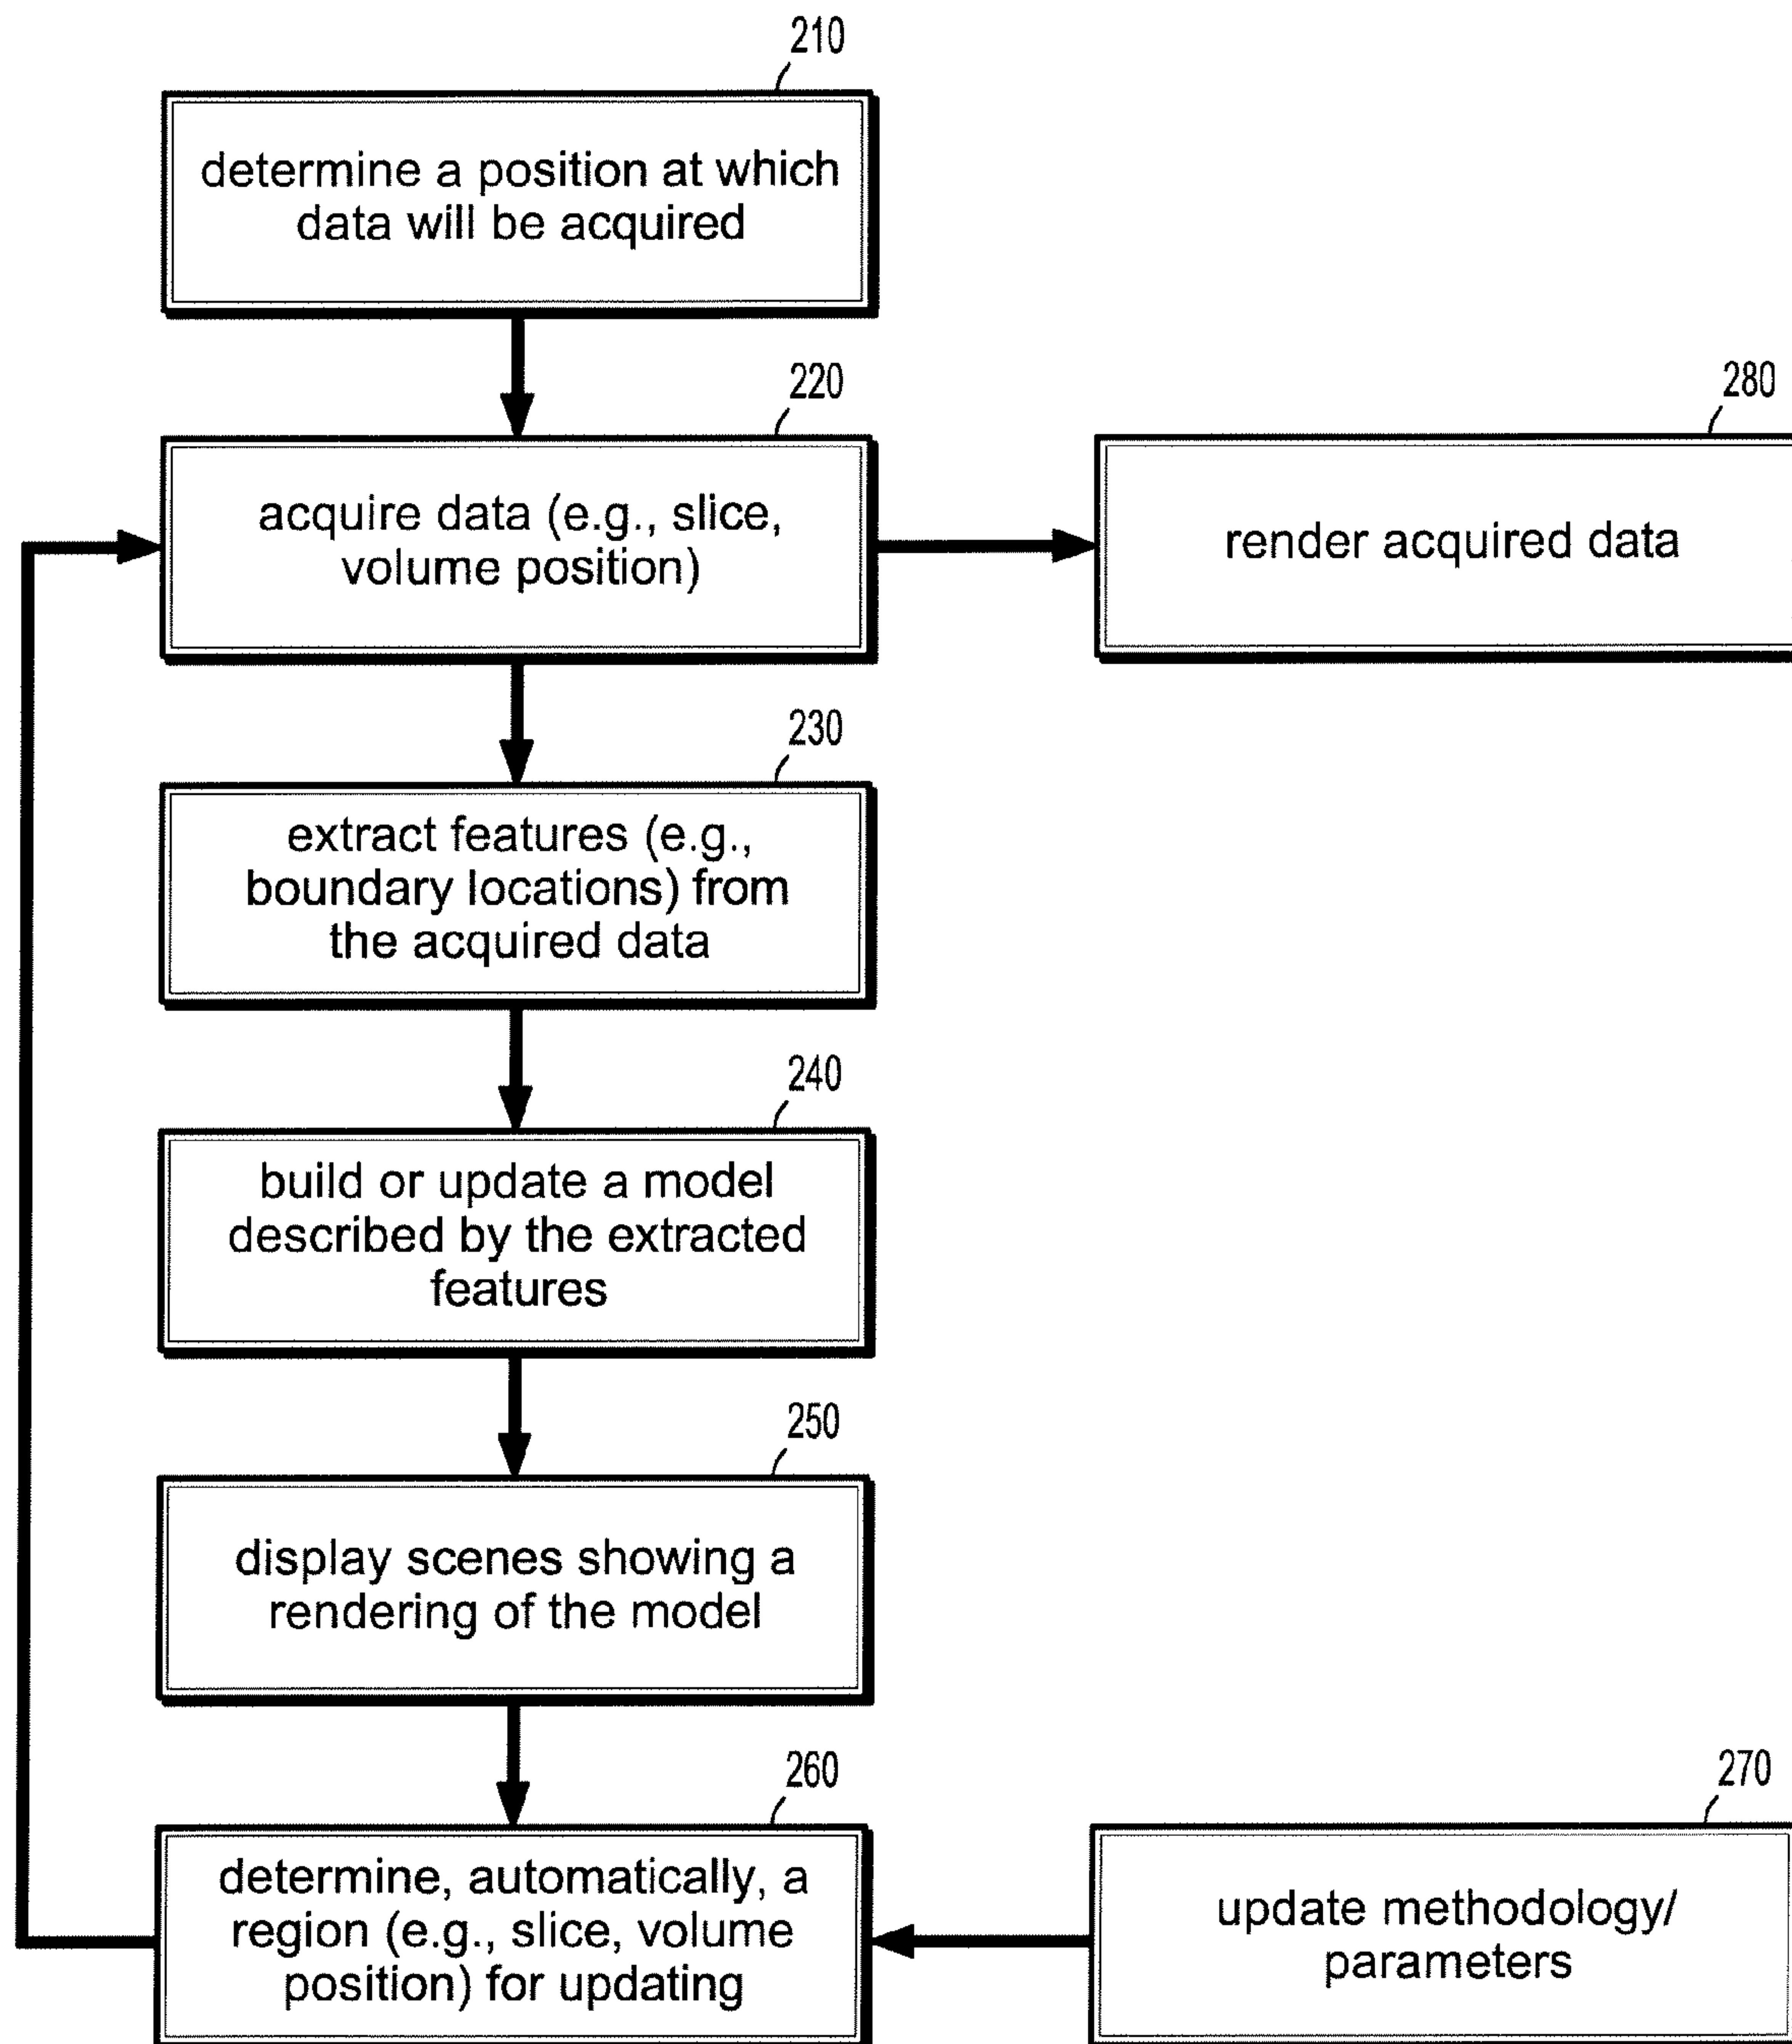 210
determine a position at which
data will be acquired
220
acquire data (e.g., slice,
volume position)
280
render acquired data
230
extract features (e.g.,
boundary locations) from
the acquired data
240
build or update a model
described by the extracted
features
250
display scenes showing a
rendering of the model
260
determine, automatically, a
region (e.g., slice, volume
position) for updating
270
update methodology/
parameters